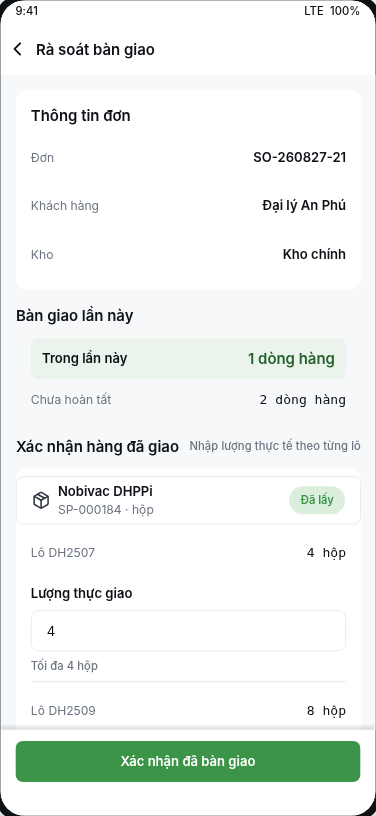 9:41 LTE 100%
Rà soát bàn giao
Thông tin đơn
Đơn SO-260827-21
Khách hàng Đại lý An Phú
Kho Kho chính
Bàn giao lần này
Trong lần này 1 dòng hàng
Chưa hoàn tất 2 dòng hàng
Xác nhận hàng đã giao Nhập lượng thực tế theo từng lô
Nobivac DHPPi
SP-000184 · hộp
Đã lấy
Lô DH2507 4 hộp
Lượng thực giao
4
Tối đa 4 hộp
Lô DH2509 8 hộp
Xác nhận đã bàn giao